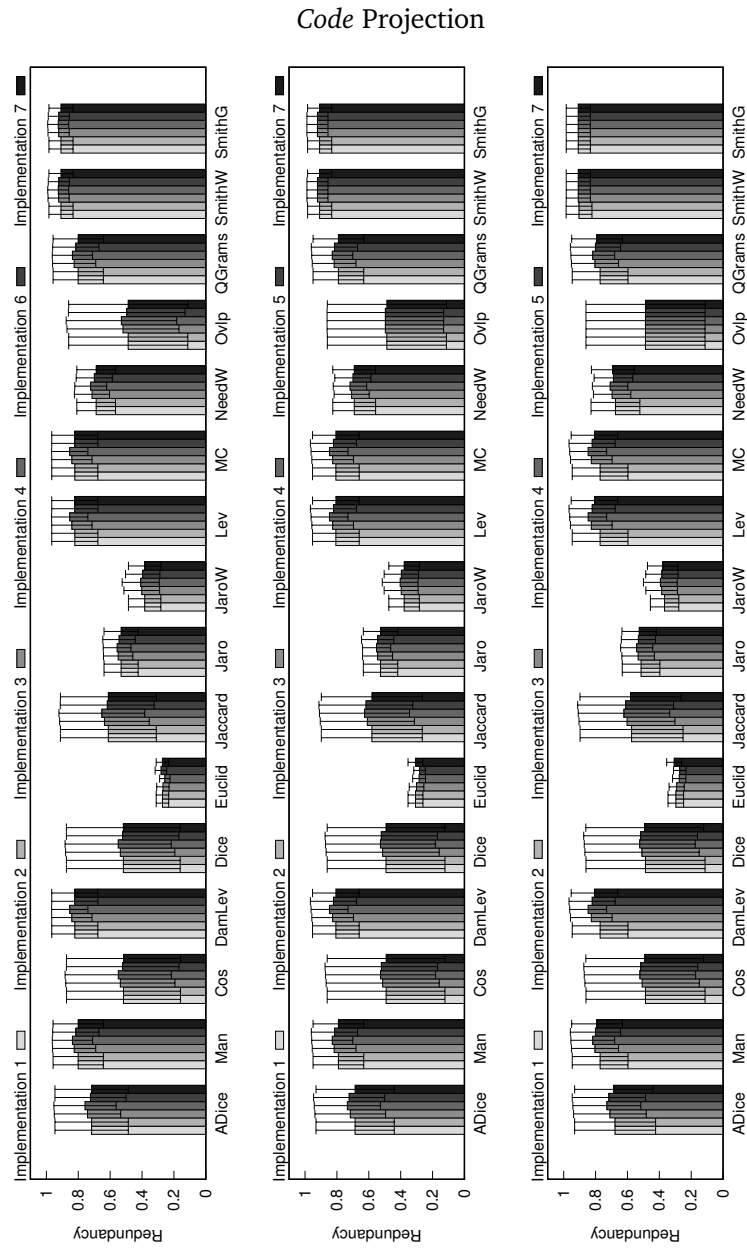 Code Projection
Implementation 1 Implementation 2 Implementation 3 Implementation 4 Implementation 6 Implementation 7
Redundancy
1
0.8
0.6
0.4
0.2
0
ADice Man Cos DamLev Dice Euclid Jaccard Jaro JaroW Lev MC NeedW Ovlp QGrams SmithW SmithG
Implementation 1 Implementation 2 Implementation 3 Implementation 4 Implementation 5 Implementation 7
Redundancy
1
0.8
0.6
0.4
0.2
0
ADice Man Cos DamLev Dice Euclid Jaccard Jaro JaroW Lev MC NeedW Ovlp QGrams SmithW SmithG
Implementation 1 Implementation 2 Implementation 3 Implementation 4 Implementation 5 Implementation 7
Redundancy
1
0.8
0.6
0.4
0.2
0
ADice Man Cos DamLev Dice Euclid Jaccard Jaro JaroW Lev MC NeedW Ovlp QGrams SmithW SmithG